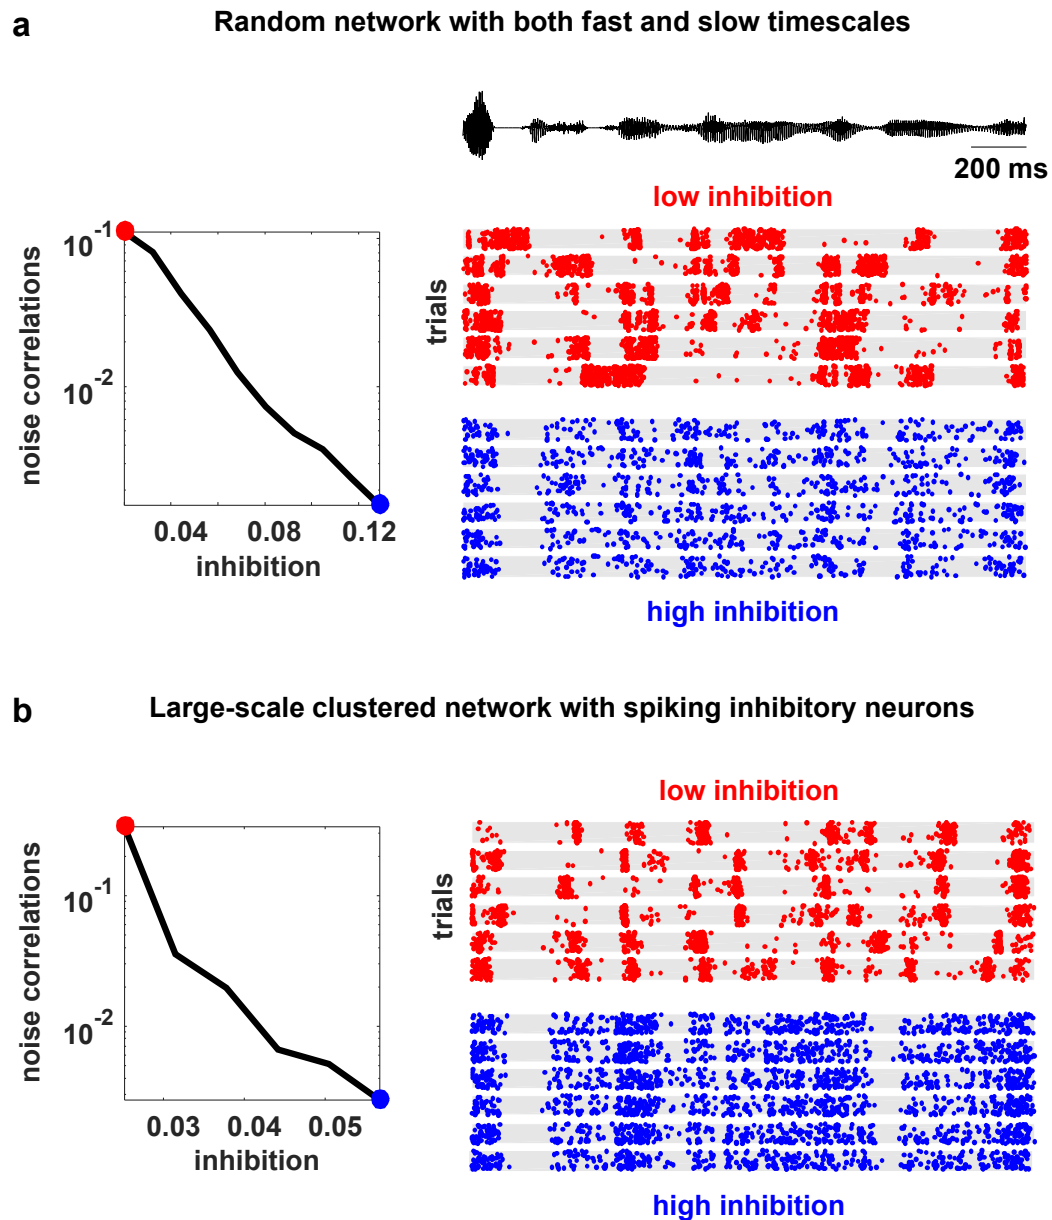 a
Random network with both fast and slow timescales
200 ms
low inhibition
noise correlations
10^-1
10^-2
0.04 0.08 0.12
inhibition
trials
high inhibition
b
Large-scale clustered network with spiking inhibitory neurons
low inhibition
noise correlations
10^-1
10^-2
0.03 0.04 0.05
inhibition
trials
high inhibition